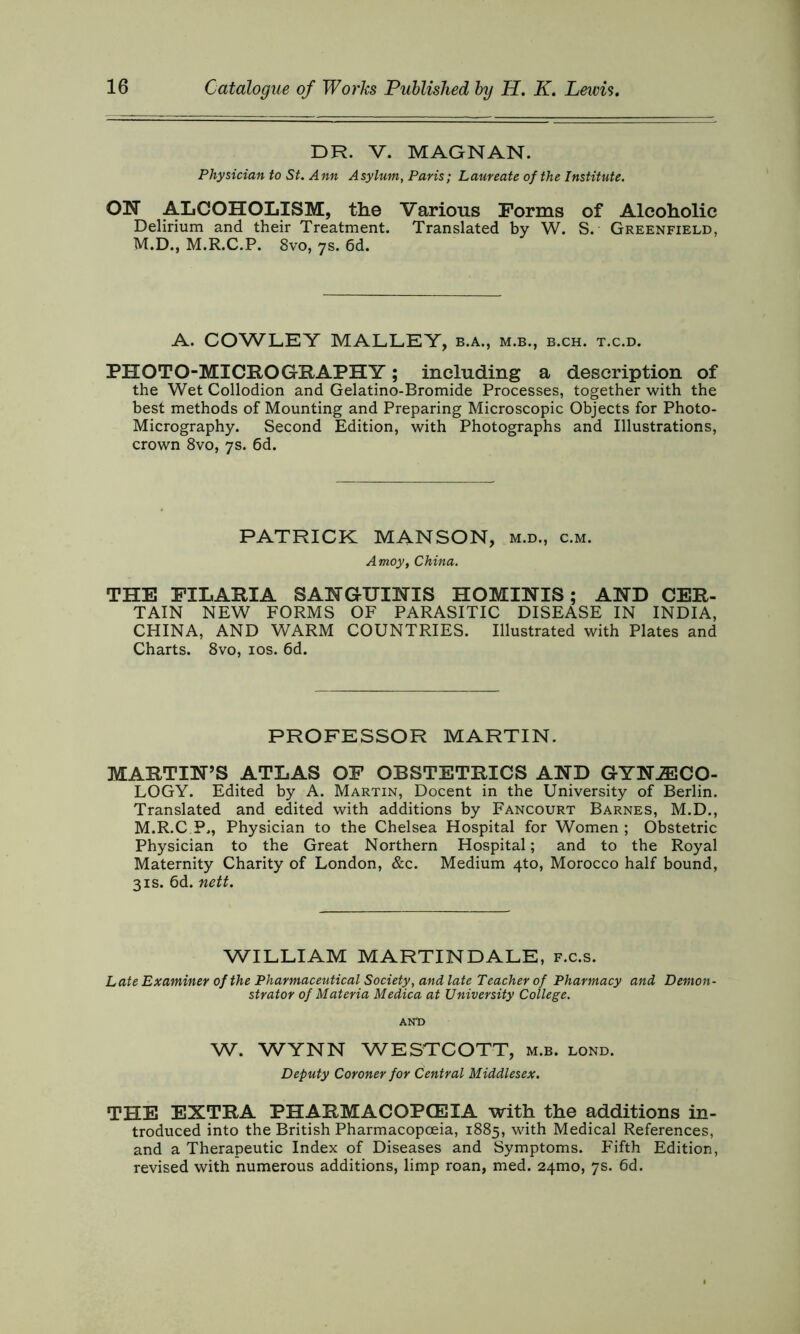 16 Catalogue of Works Published by H. K. Lewis.
DR. V. MAGNAN.
Physician to St. Ann Asylum, Paris; Laureate of the Institute.
ON ALCOHOLISM, the Various Forms of Alcoholic
Delirium and their Treatment. Translated by W. S. Greenfield,
M.D., M.R.C.P. 8vo, 7s. 6d.
A. COWLEY MALLEY, B.A., M.B., B.CH. T.C.D.
PHOTO-MICROGRAPHY; including a description of
the Wet Collodion and Gelatino-Bromide Processes, together with the
best methods of Mounting and Preparing Microscopic Objects for Photo-
Micrography. Second Edition, with Photographs and Illustrations,
crown 8vo, 7s. 6d.
PATRICK MANSON, M.D., C.M.
Amoy, China.
THE FILARIA SANGUINIS HOMINIS; AND CER-
TAIN NEW FORMS OF PARASITIC DISEASE IN INDIA,
CHINA, AND WARM COUNTRIES. Illustrated with Plates and
Charts. 8vo, 10s. 6d.
PROFESSOR MARTIN.
MARTIN'S ATLAS OF OBSTETRICS AND GYNÆCO-
LOGY. Edited by A. Martin, Docent in the University of Berlin.
Translated and edited with additions by Fancourt Barnes, M.D.,
M.R.C P., Physician to the Chelsea Hospital for Women ; Obstetric
Physician to the Great Northern Hospital; and to the Royal
Maternity Charity of London, &c. Medium 4to, Morocco half bound,
31s. 6d. nett.
WILLIAM MARTINDALE, F.C.S.
Late Examiner of the Pharmaceutical Society, and late Teacher of Pharmacy and Demon-
strator of Materia Medica at University College.
AND
W. WYNN WESTCOTT, M.B. LOND.
Deputy Coroner for Central Middlesex.
THE EXTRA PHARMACOPŒIA with the additions in-
troduced into the British Pharmacopœia, 1885, with Medical References,
and a Therapeutic Index of Diseases and Symptoms. Fifth Edition,
revised with numerous additions, limp roan, med. 24mo, 7s. 6d.